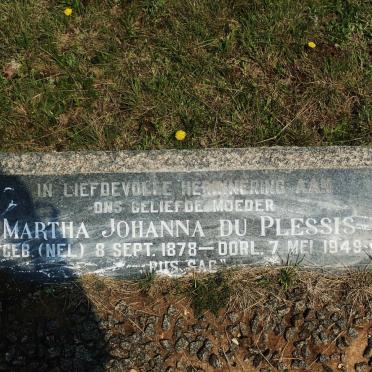 IN LIEFDEVOLLE HERINNERING AAN
ONS GELIEFDE MOEDER
MARTHA JOHANNA DU PLESSIS
GEB. (NEL) 8 SEPT. 1878 — OORL. 7 MEI 1949.
"RUS SAG"